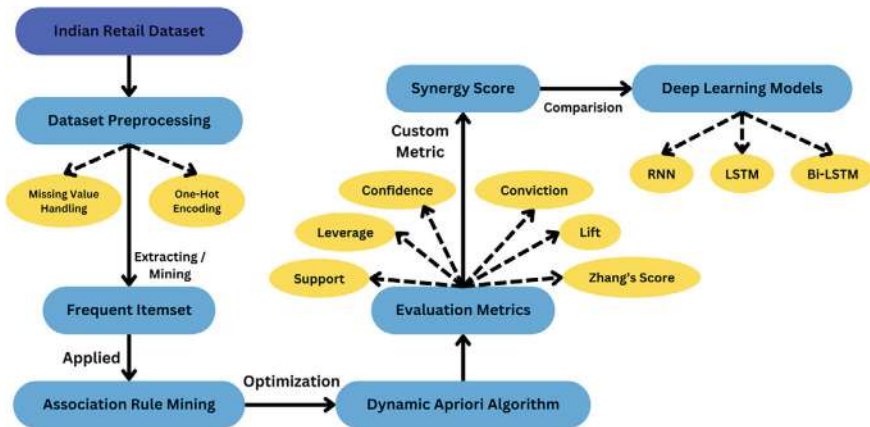 Indian Retail Dataset
Dataset Preprocessing
Missing Value
Handling
One-Hot
Encoding
Extracting /
Mining
Frequent Itemset
Applied
Association Rule Mining
Optimization
Dynamic Apriori Algorithm
Evaluation Metrics
Support
Leverage
Confidence
Conviction
Lift
Zhang's Score
Custom
Metric
Synergy Score
Comparision
Deep Learning Models
RNN
LSTM
Bi-LSTM